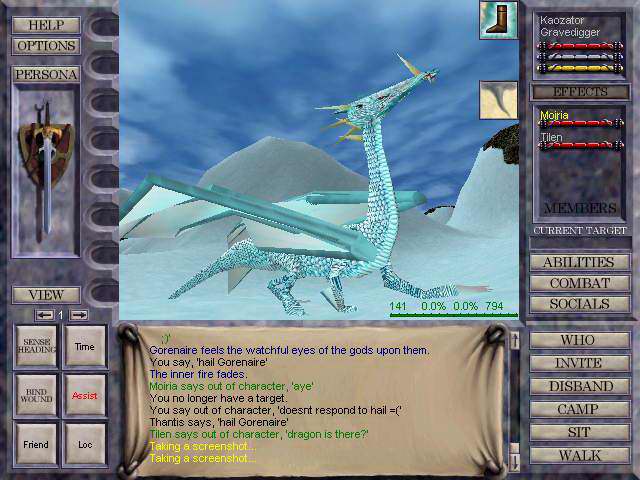 HELP
OPTIONS
PERSONA
VIEW
1
SENSE HEADING
Time
BIND WOUND
Assist
Friend
Loc
141 0.0% 0.0% 794
;)'
Gorenaire feels the watchful eyes of the gods upon them.
You say, 'hail Gorenaire'
The inner fire fades.
Moiria says out of character, 'aye'
You no longer have a target.
You say out of character, 'doesnt respond to hail =('
Thantis says, 'hail Gorenaire'
Tilen says out of character, 'dragon is there?'
Taking a screenshot...
Taking a screenshot...
Kaozator
Gravedigger
EFFECTS
Moiria
Tilen
MEMBERS
CURRENT TARGET
ABILITIES
COMBAT
SOCIALS
WHO
INVITE
DISBAND
CAMP
SIT
WALK